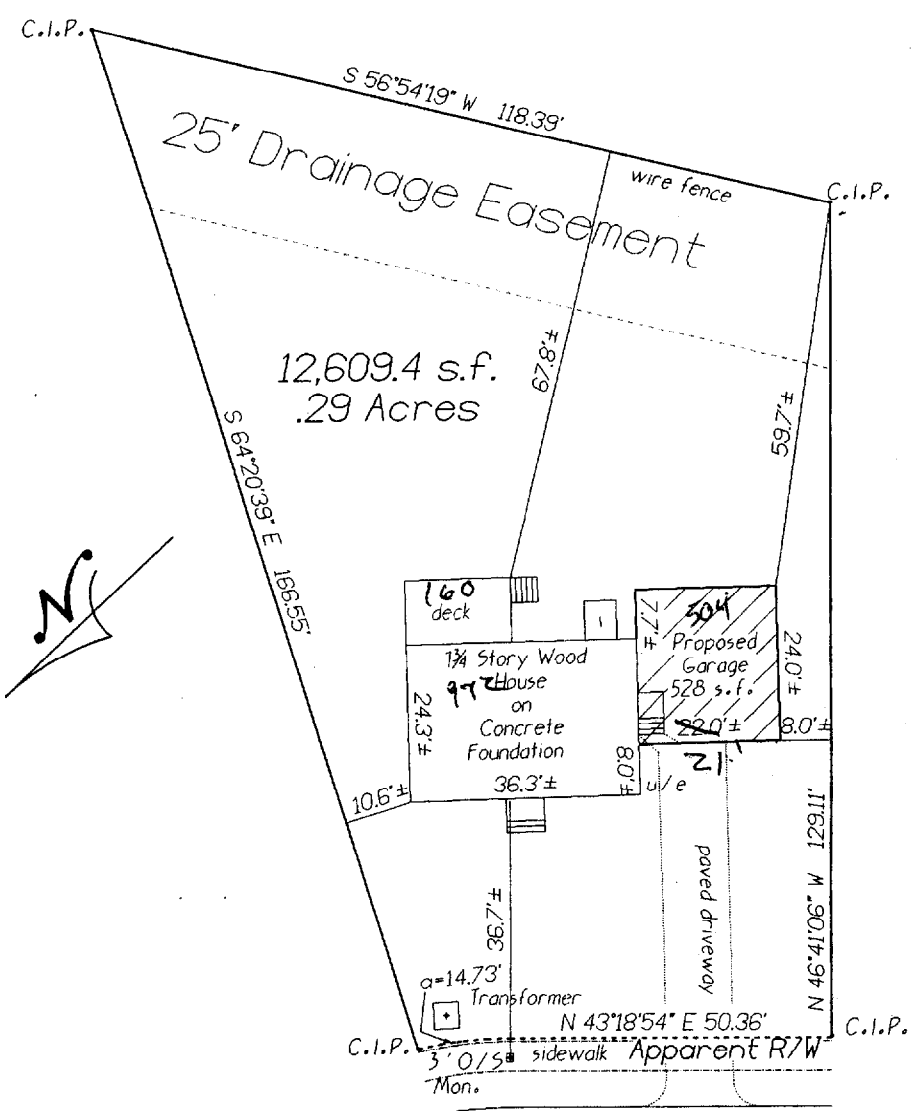 C.I.P.
S 56°54'19" W 118.39'
25' Drainage Easement
wire fence
C.I.P.
12,609.4 s.f.
.29 Acres
67.8'±
59.7'±
S 64°20'39" E 166.55'
N
160
deck
7.7'±
504
Proposed
Garage
528 s.f.
22.0'±
21'
24.0'±
8.0'±
1¾ Story Wood
972
House
on
Concrete
Foundation
24.3'±
36.3'±
8.0'±
u/e
10.6'±
36.7'±
paved driveway
N 46°41'06" W 129.11'
a=14.73'
Transformer
N 43°18'54" E 50.36'
C.I.P.
C.I.P.
3' O/S
sidewalk
Apparent R/W
Mon.